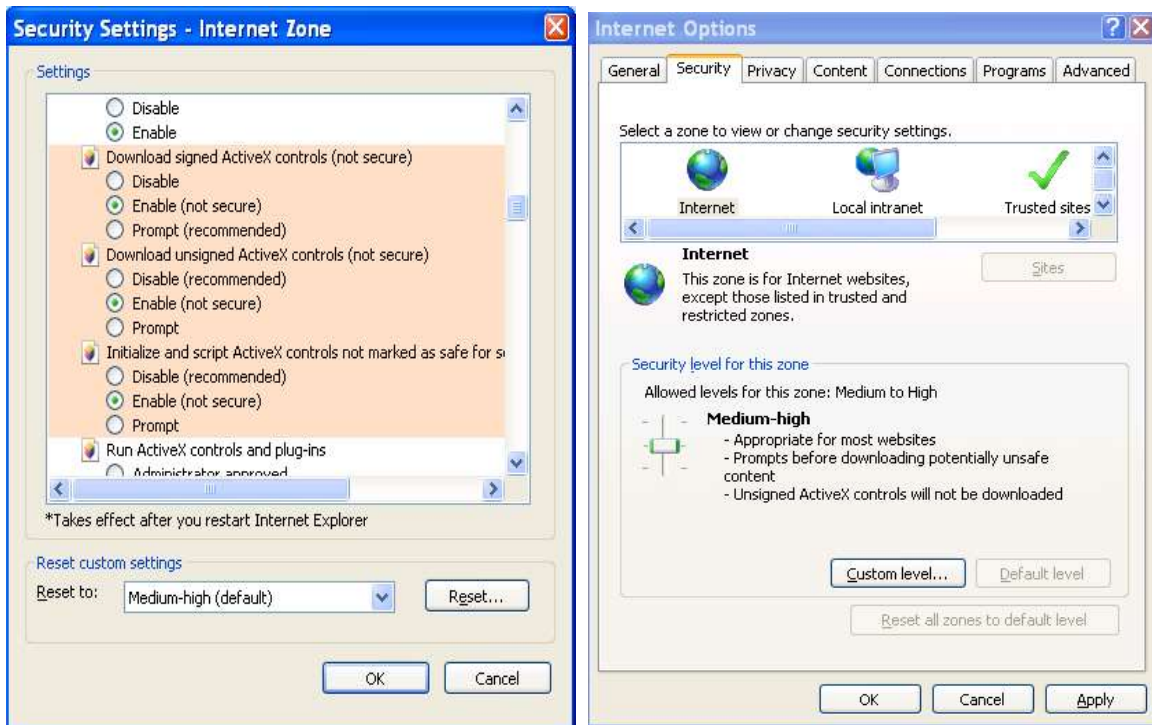 Security Settings - Internet Zone
Settings
Disable
Enable
Download signed ActiveX controls (not secure)
Disable
Enable (not secure)
Prompt (recommended)
Download unsigned ActiveX controls (not secure)
Disable (recommended)
Enable (not secure)
Prompt
Initialize and script ActiveX controls not marked as safe for
Disable (recommended)
Enable (not secure)
Prompt
Run ActiveX controls and plug-ins
Administrator approved
*Takes effect after you restart Internet Explorer
Reset custom settings
Reset to: Medium-high (default) Reset...
OK Cancel
Internet Options
General Security Privacy Content Connections Programs Advanced
Select a zone to view or change security settings.
Internet Local intranet Trusted sites
Internet
Sites
This zone is for Internet websites,
except those listed in trusted and
restricted zones.
Security level for this zone
Allowed levels for this zone: Medium to High
Medium-high
- Appropriate for most websites
- Prompts before downloading potentially unsafe
content
- Unsigned ActiveX controls will not be downloaded
Custom level... Default level
Reset all zones to default level
OK Cancel Apply